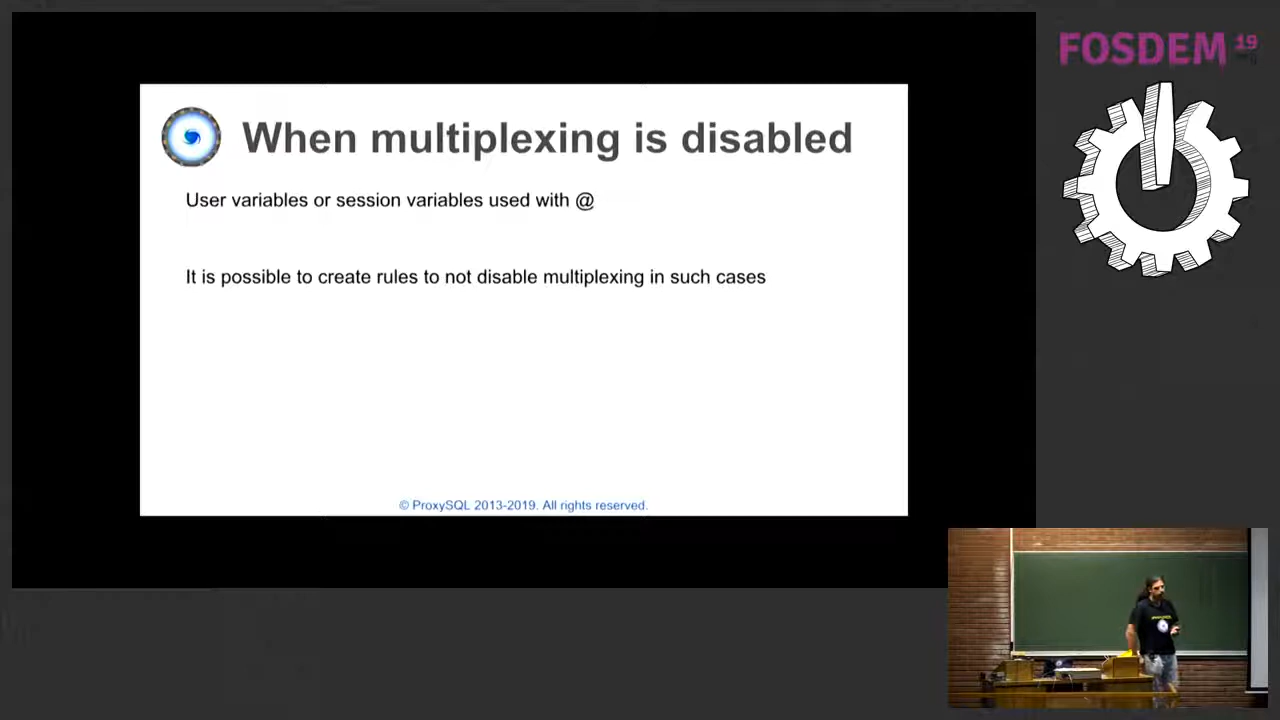 FOSDEM 19
When multiplexing is disabled
User variables or session variables used with @
It is possible to create rules to not disable multiplexing in such cases
© ProxySQL 2013-2019. All rights reserved.